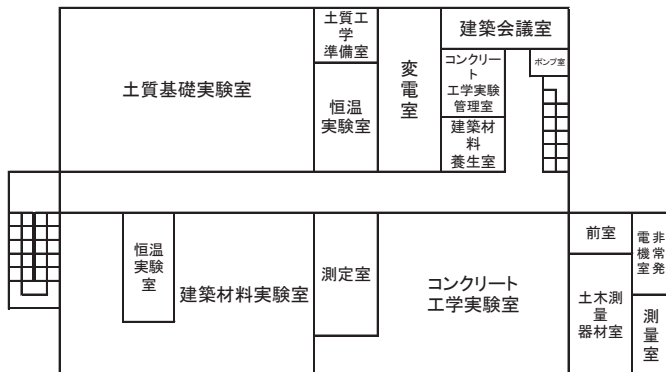 土質基礎実験室
土質工
学
準備室
恒温
実験室
変電室
建築会議室
コンクリー
ト
工学実験
管理室
建築材
料
養生室
ポンプ室
恒温
実験
室
建築材料実験室
測定室
コンクリート
工学実験室
前室
非常発
電機室
土木測
量
器材室
測量室